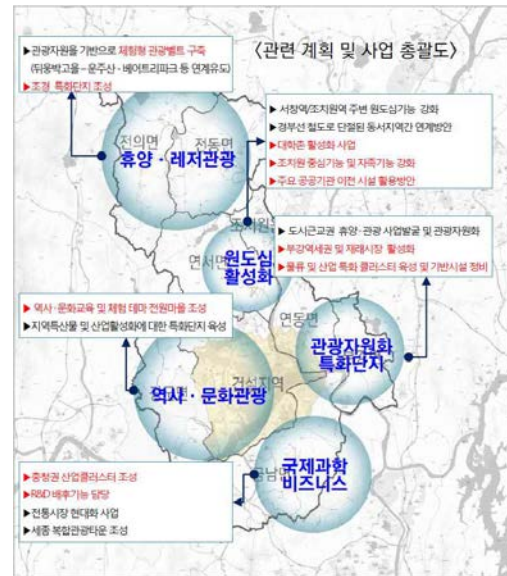 〈관련 계획 및 사업 총괄도〉
▶관광자원을 기반으로 체험형 관광벨트 구축
(뒤웅박고을 – 운주산 · 베어트리파크 등 연계유도)
▶조경 특화단지 조성
▶서창역/조치원역 주변 원도심기능 강화
▶경부선 철도로 단절된 동서지역간 연계방안
▶대학촌 활성화 사업
▶조치원 중심기능 및 자족기능 강화
▶주요 공공기관 이전 시설 활용방안
전의면
전동면
휴양 · 레저관광
▶도시근교권 휴양 · 관광 사업발굴 및 관광자원화
▶부강역세권 및 재래시장 활성화
▶물류 및 산업 특화 클러스터 육성 및 기반시설 정비
연서면
원도심
활성화
▶역사 · 문화교육 및 체험 테마 전원마을 조성
▶지역특산물 및 산업활성화에 대한 특화단지 육성
연동면
관광자원화
특화단지
건설지역
역사 · 문화관광
국제과학
비즈니스
금남면
▶중청권 산업클러스터 조성
▶R&D 배후기능 담당
▶전통시장 현대화 사업
▶세종 복합관광타운 조성